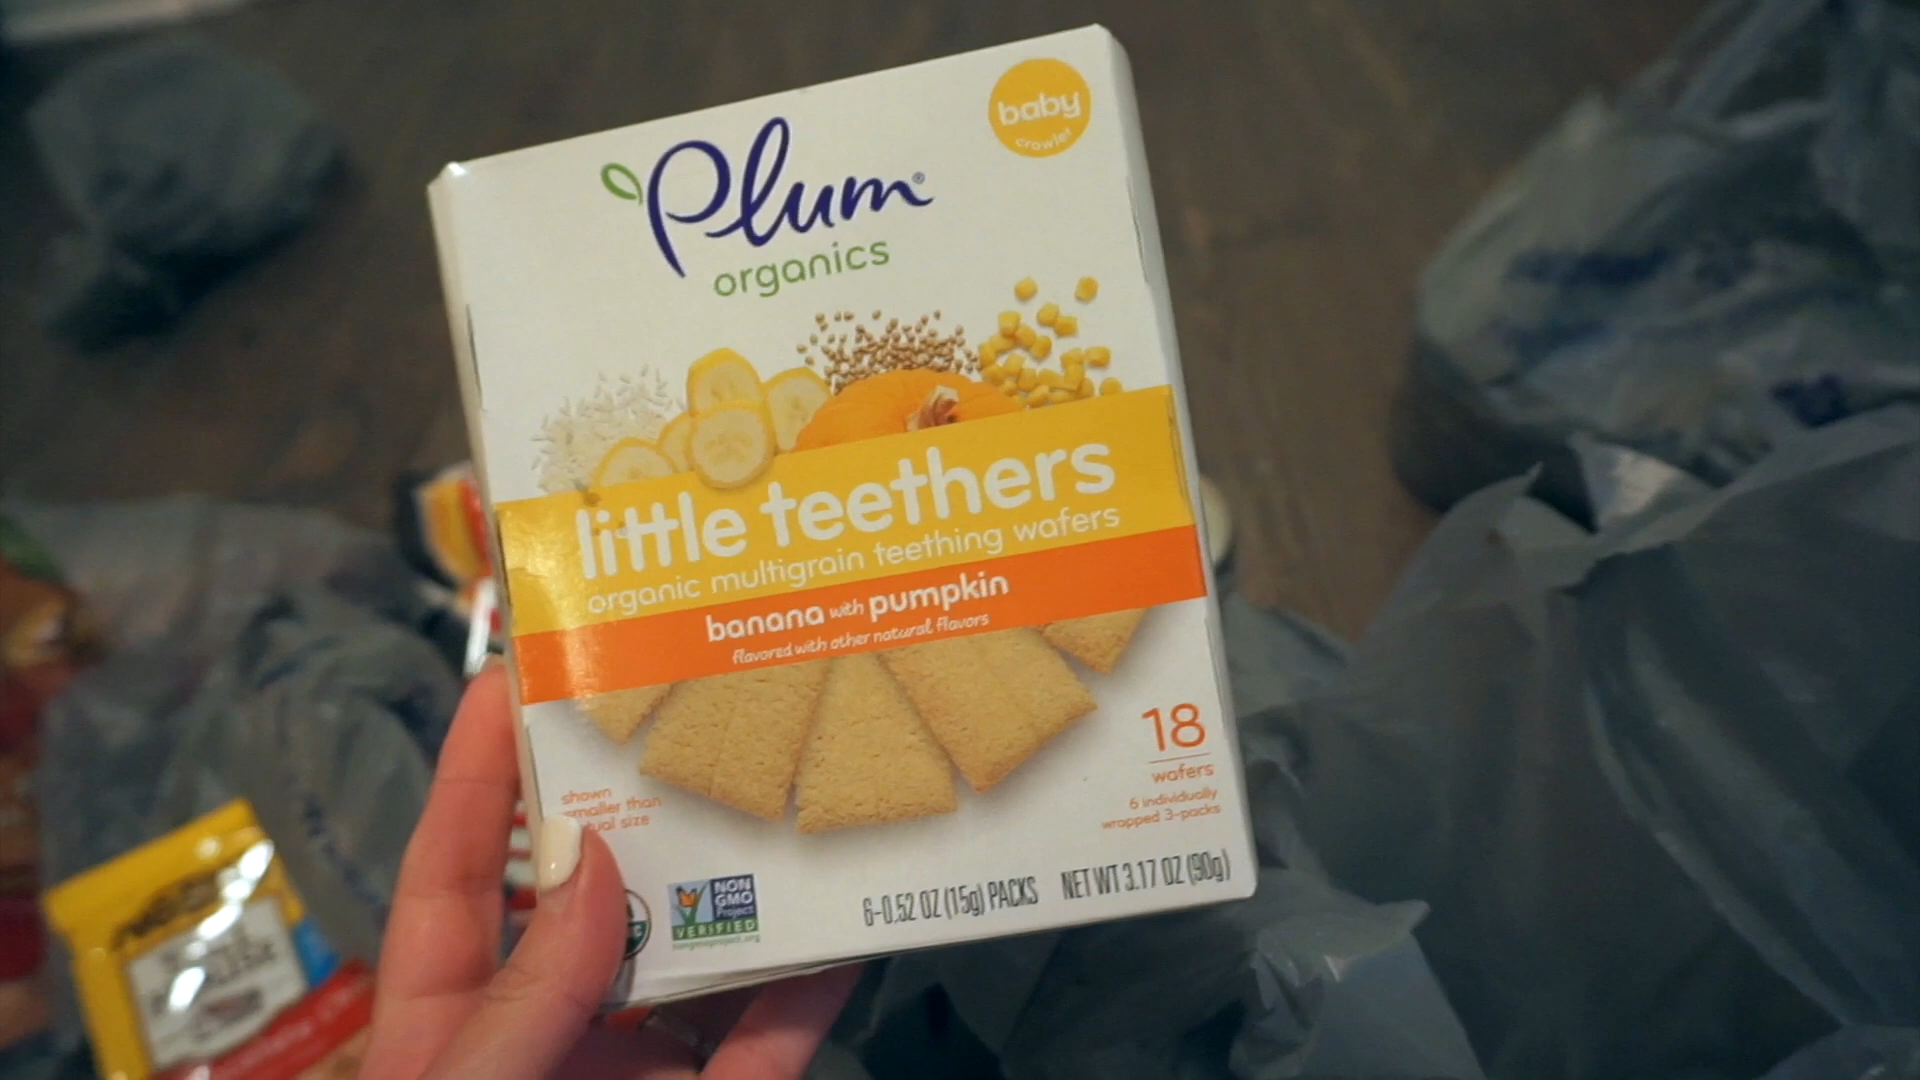 baby
crawler
Plum®
organics
little teethers
organic multigrain teething wafers
banana with pumpkin
flavored with other natural flavors
18
wafers
6 individually
wrapped 3-packs
shown
smaller than
size
NON
GMO
Project
VERIFIED
nongmoproject.org
6-0.52 OZ (15g) PACKS NET WT 3.17 OZ (90g)